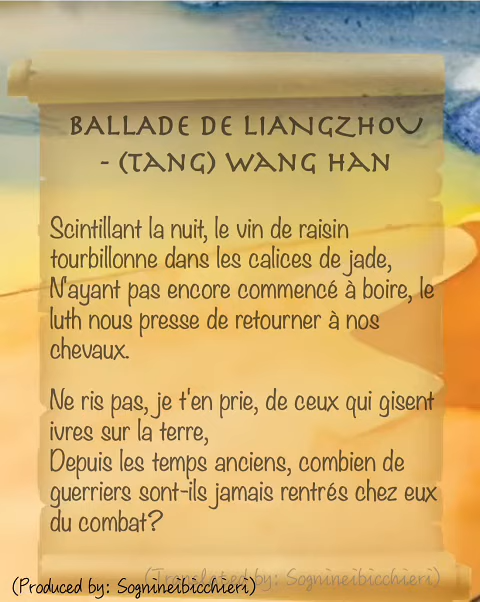 BALLADE DE LIANGZHOU
- (TANG) WANG HAN
Scintillant la nuit, le vin de raisin
tourbillonne dans les calices de jade,
N'ayant pas encore commencé à boire, le
luth nous presse de retourner à nos
chevaux.
Ne ris pas, je t'en prie, de ceux qui gisent
ivres sur la terre,
Depuis les temps anciens, combien de
guerriers sont-ils jamais rentrés chez eux
du combat?
(Translated by: Sognineibicchieri)
(Produced by: Sognineibicchieri)